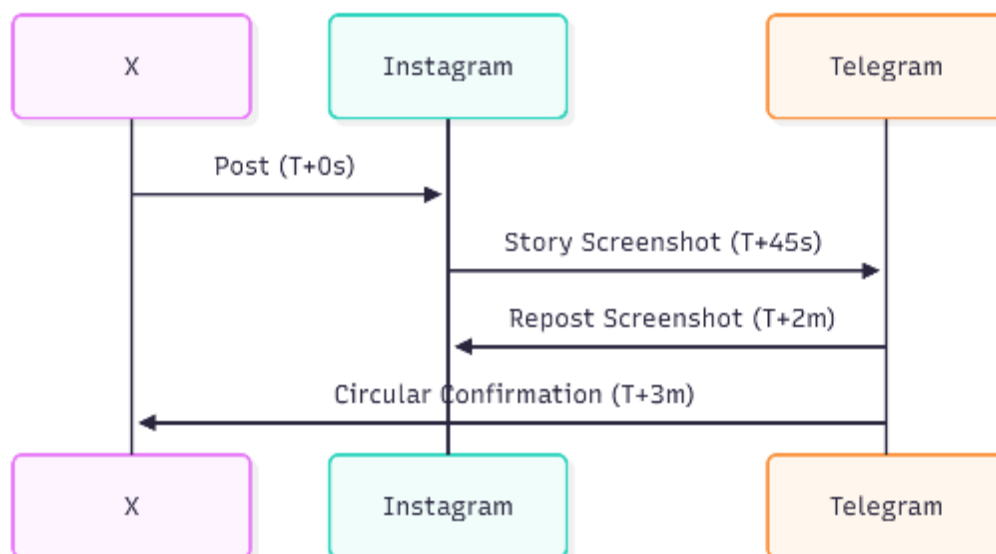 X
Instagram
Telegram
Post (T+0s)
Story Screenshot (T+45s)
Repost Screenshot (T+2m)
Circular Confirmation (T+3m)
X
Instagram
Telegram